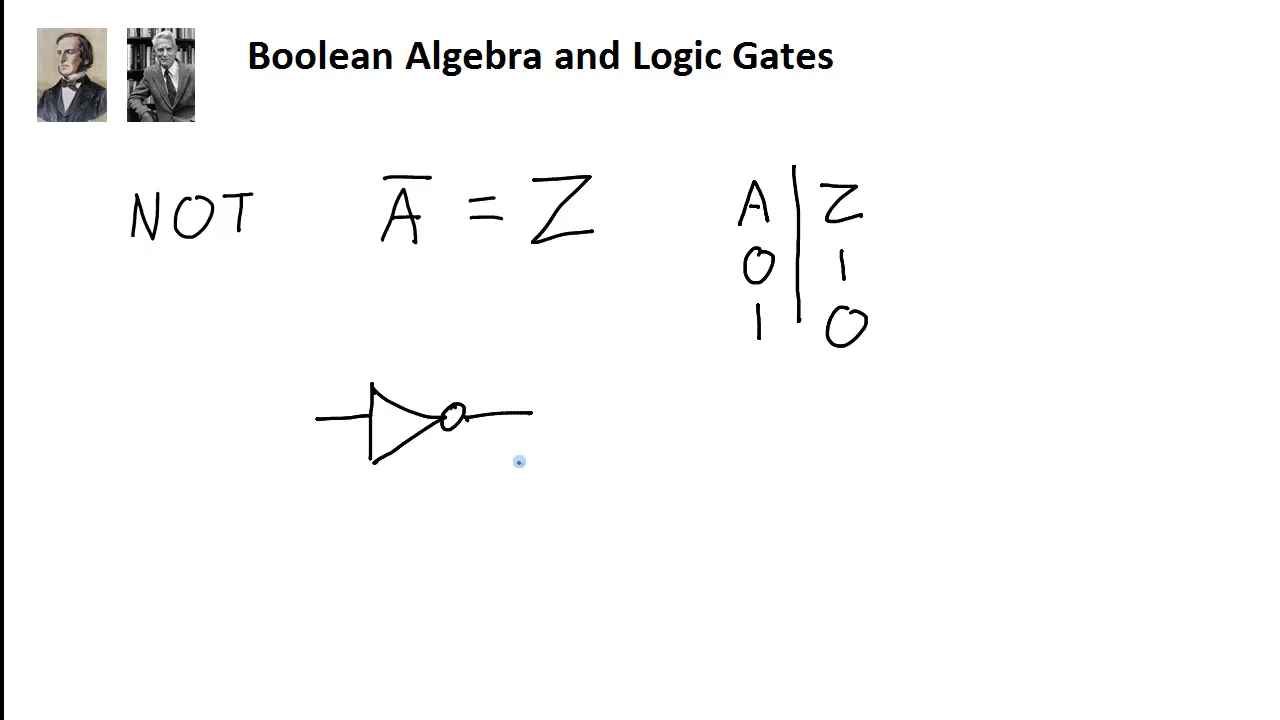 Boolean Algebra and Logic Gates
NOT A̅ = Z
A | Z
0 | 1
1 | 0